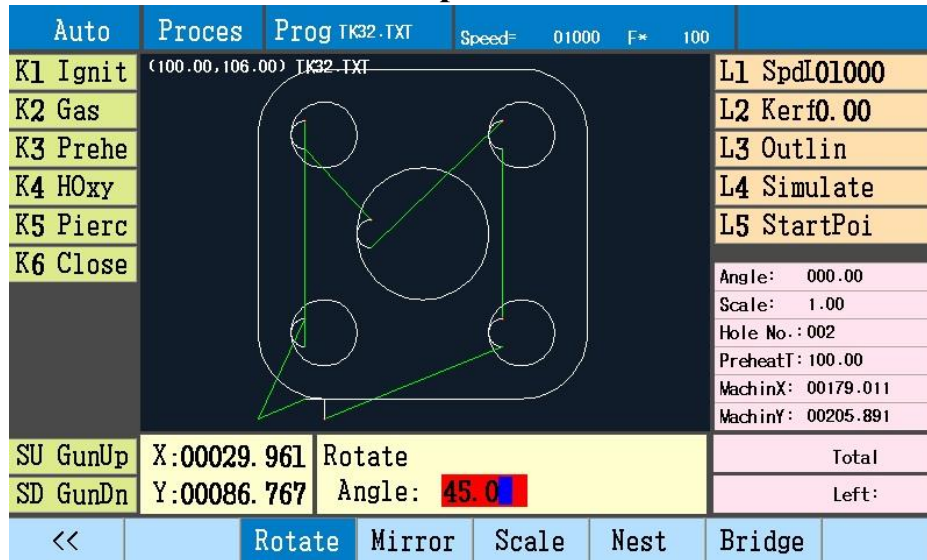 Auto Proces Prog TK32.TXT Speed= 01000 F* 100
K1 Ignit (100.00,106.00) TK32.TXT L1 SpdL01000
K2 Gas L2 Kerf0.00
K3 Prehe L3 Outlin
K4 HOxy L4 Simulate
K5 Pierc L5 StartPoi
K6 Close
Angle: 000.00
Scale: 1.00
Hole No.: 002
PreheatT: 100.00
MachinX: 00179.011
MachinY: 00205.891
SU GunUp X:00029.961 Rotate Total
SD GunDn Y:00086.767 Angle: 45.0 Left:
<< Rotate Mirror Scale Nest Bridge